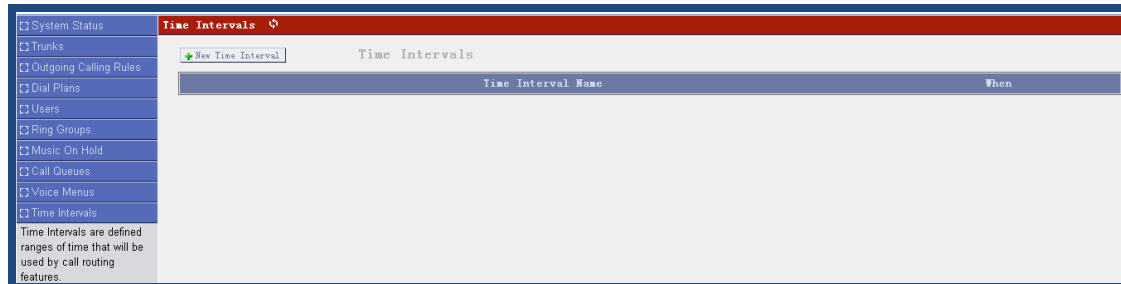 System Status
Trunks
Outgoing Calling Rules
Dial Plans
Users
Ring Groups
Music On Hold
Call Queues
Voice Menus
Time Intervals
Time Intervals are defined
ranges of time that will be
used by call routing
features.
Time Intervals
New Time Interval
Time Intervals
Time Interval Name When